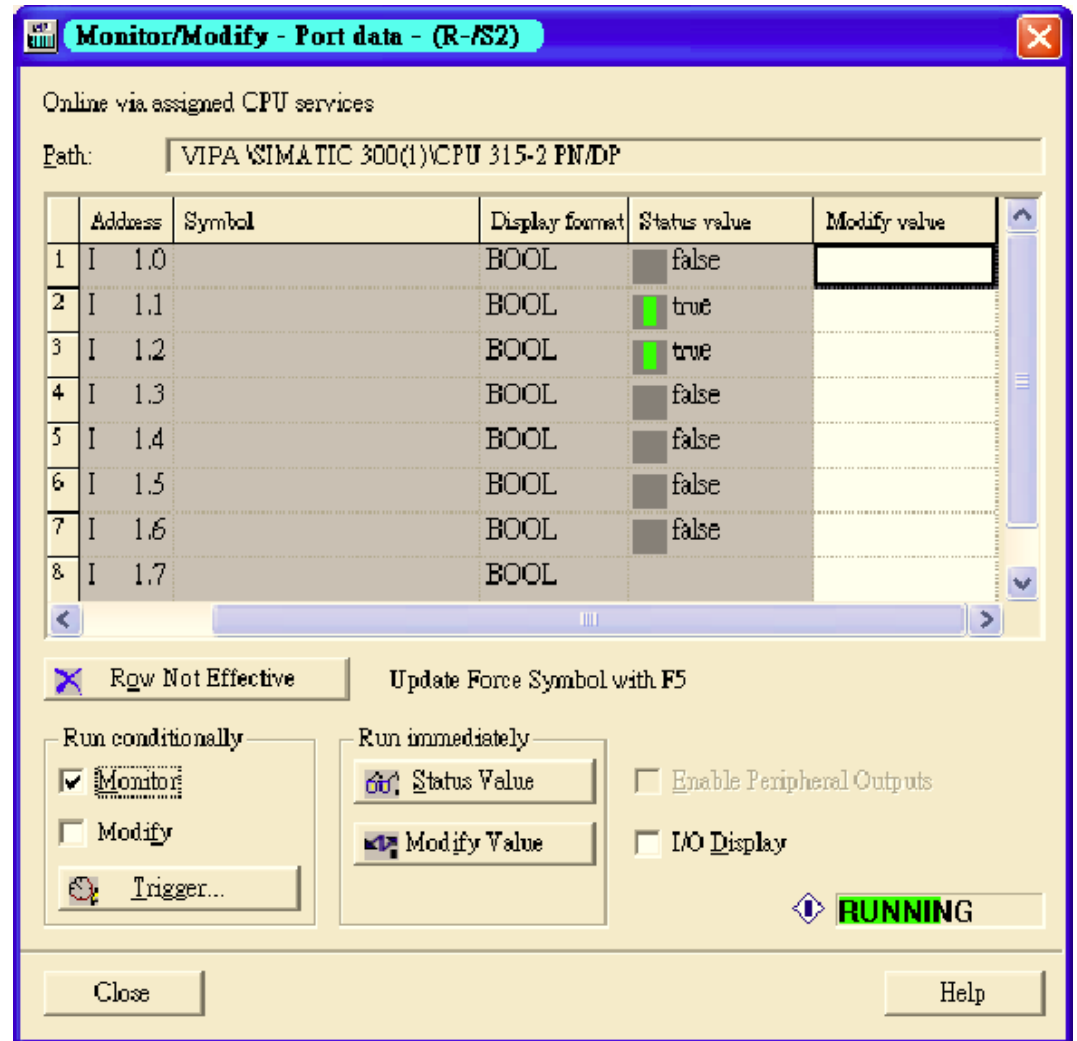 Monitor/Modify - Port data - (R-/S2)
Online via assigned CPU services
Path: VIPA \SIMATIC 300(1)\CPU 315-2 PN/DP
Address Symbol Display format Status value Modify value
1 I 1.0 BOOL false
2 I 1.1 BOOL true
3 I 1.2 BOOL true
4 I 1.3 BOOL false
5 I 1.4 BOOL false
6 I 1.5 BOOL false
7 I 1.6 BOOL false
8 I 1.7 BOOL
Row Not Effective Update Force Symbol with F5
Run conditionally Run immediately
Monitor Status Value Enable Peripheral Outputs
Modify Modify Value I/O Display
Trigger...
RUNNING
Close Help